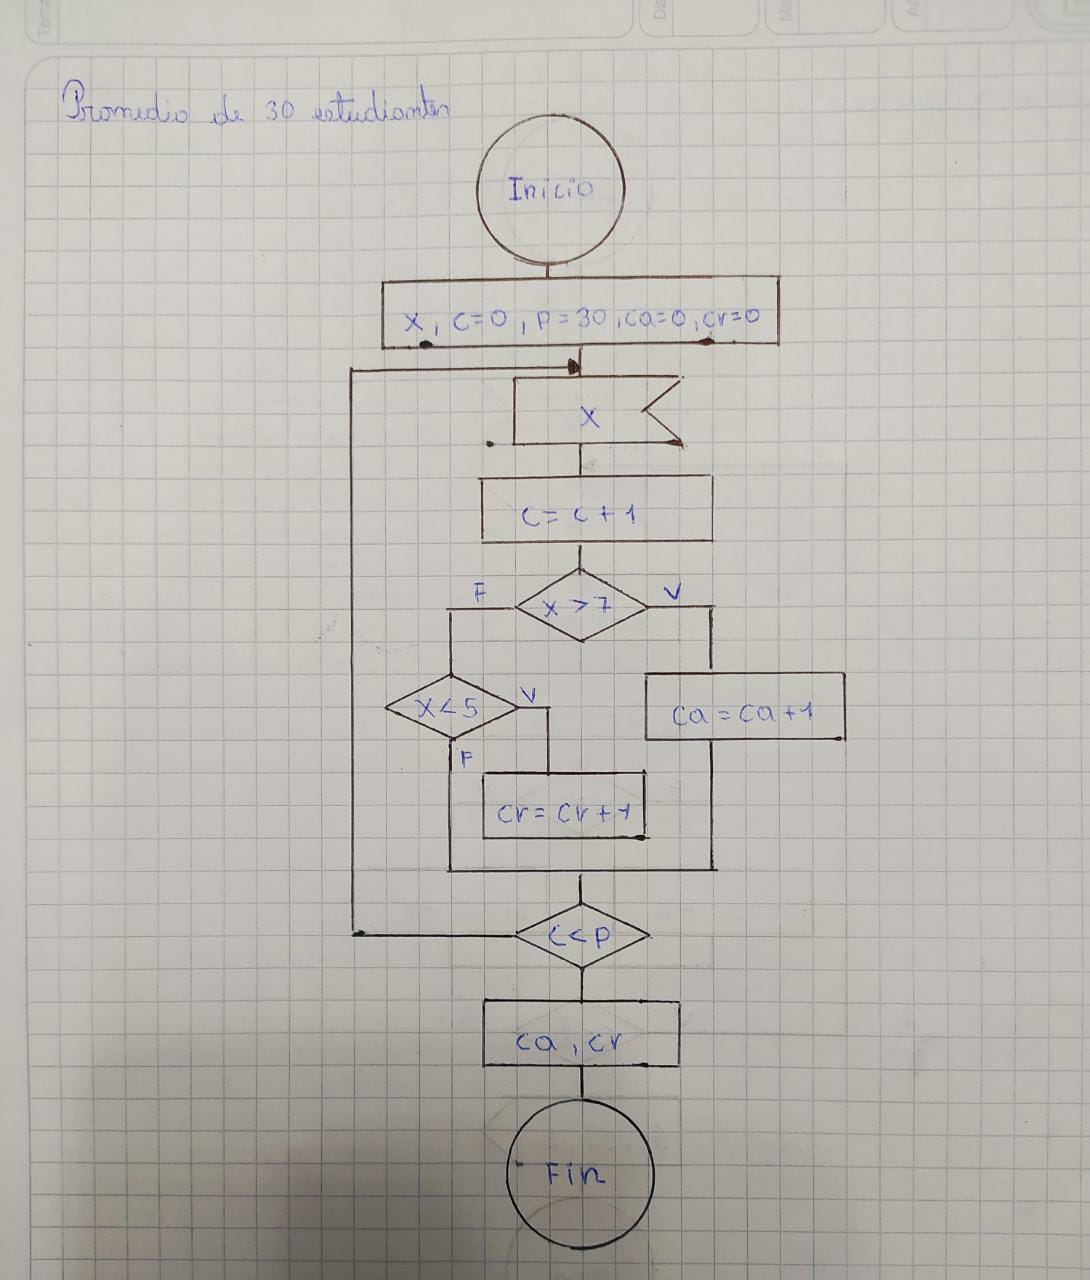 Promedio de 30 estudiantes
Inicio
X, C=0, P=30, ca=0, cr=0
X
C= C+1
F
X > 7
V
X<5
V
ca = ca+1
F
cr= cr+1
C<P
ca, cr
Fin